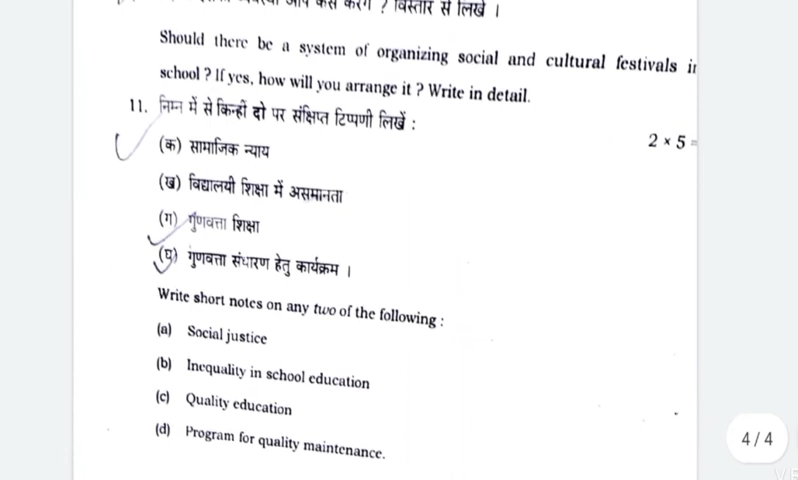 व्यवस्था आप कैसे करेंगे ? विस्तार से लिखें ।
Should there be a system of organizing social and cultural festivals in
school ? If yes, how will you arrange it ? Write in detail.
11. निम्न में से किन्हीं दो पर संक्षिप्त टिप्पणी लिखें :
2 × 5 =
(क) सामाजिक न्याय
(ख) विद्यालयी शिक्षा में असमानता
(ग) गुणवत्ता शिक्षा
(घ) गुणवत्ता संधारण हेतु कार्यक्रम ।
Write short notes on any two of the following :
(a) Social justice
(b) Inequality in school education
(c) Quality education
(d) Program for quality maintenance.
4 / 4